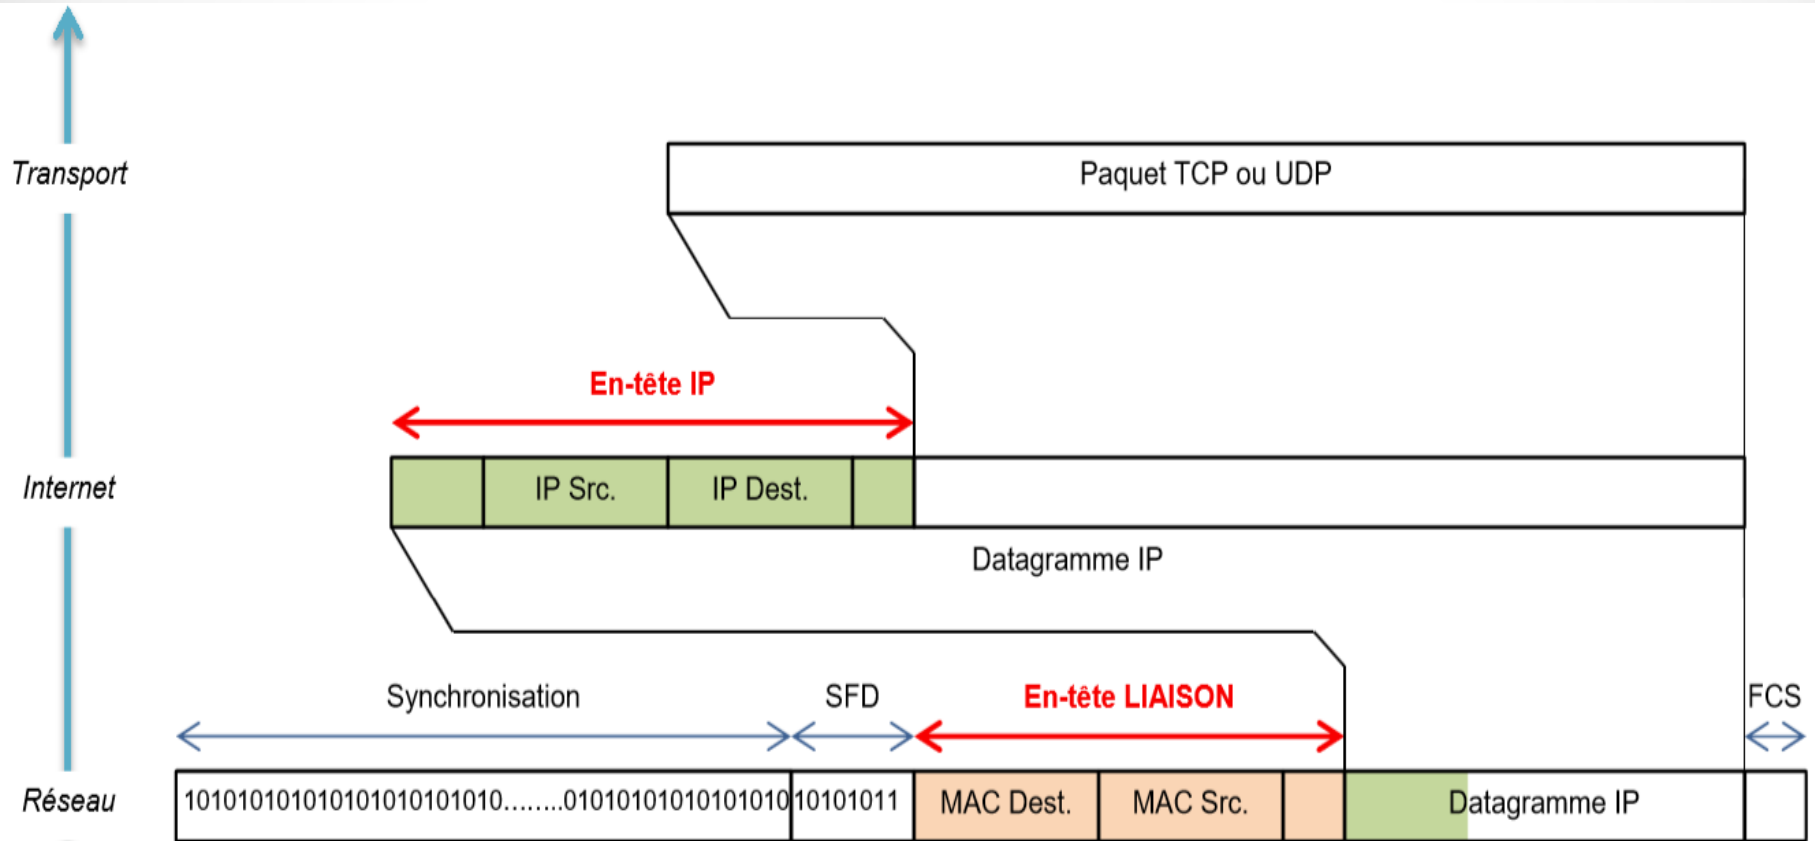 Transport
Paquet TCP ou UDP
En-tête IP
Internet
IP Src.
IP Dest.
Datagramme IP
Synchronisation
SFD
En-tête LIAISON
FCS
Réseau
101010101010101010101010........01010101010101010
10101011
MAC Dest.
MAC Src.
Datagramme IP